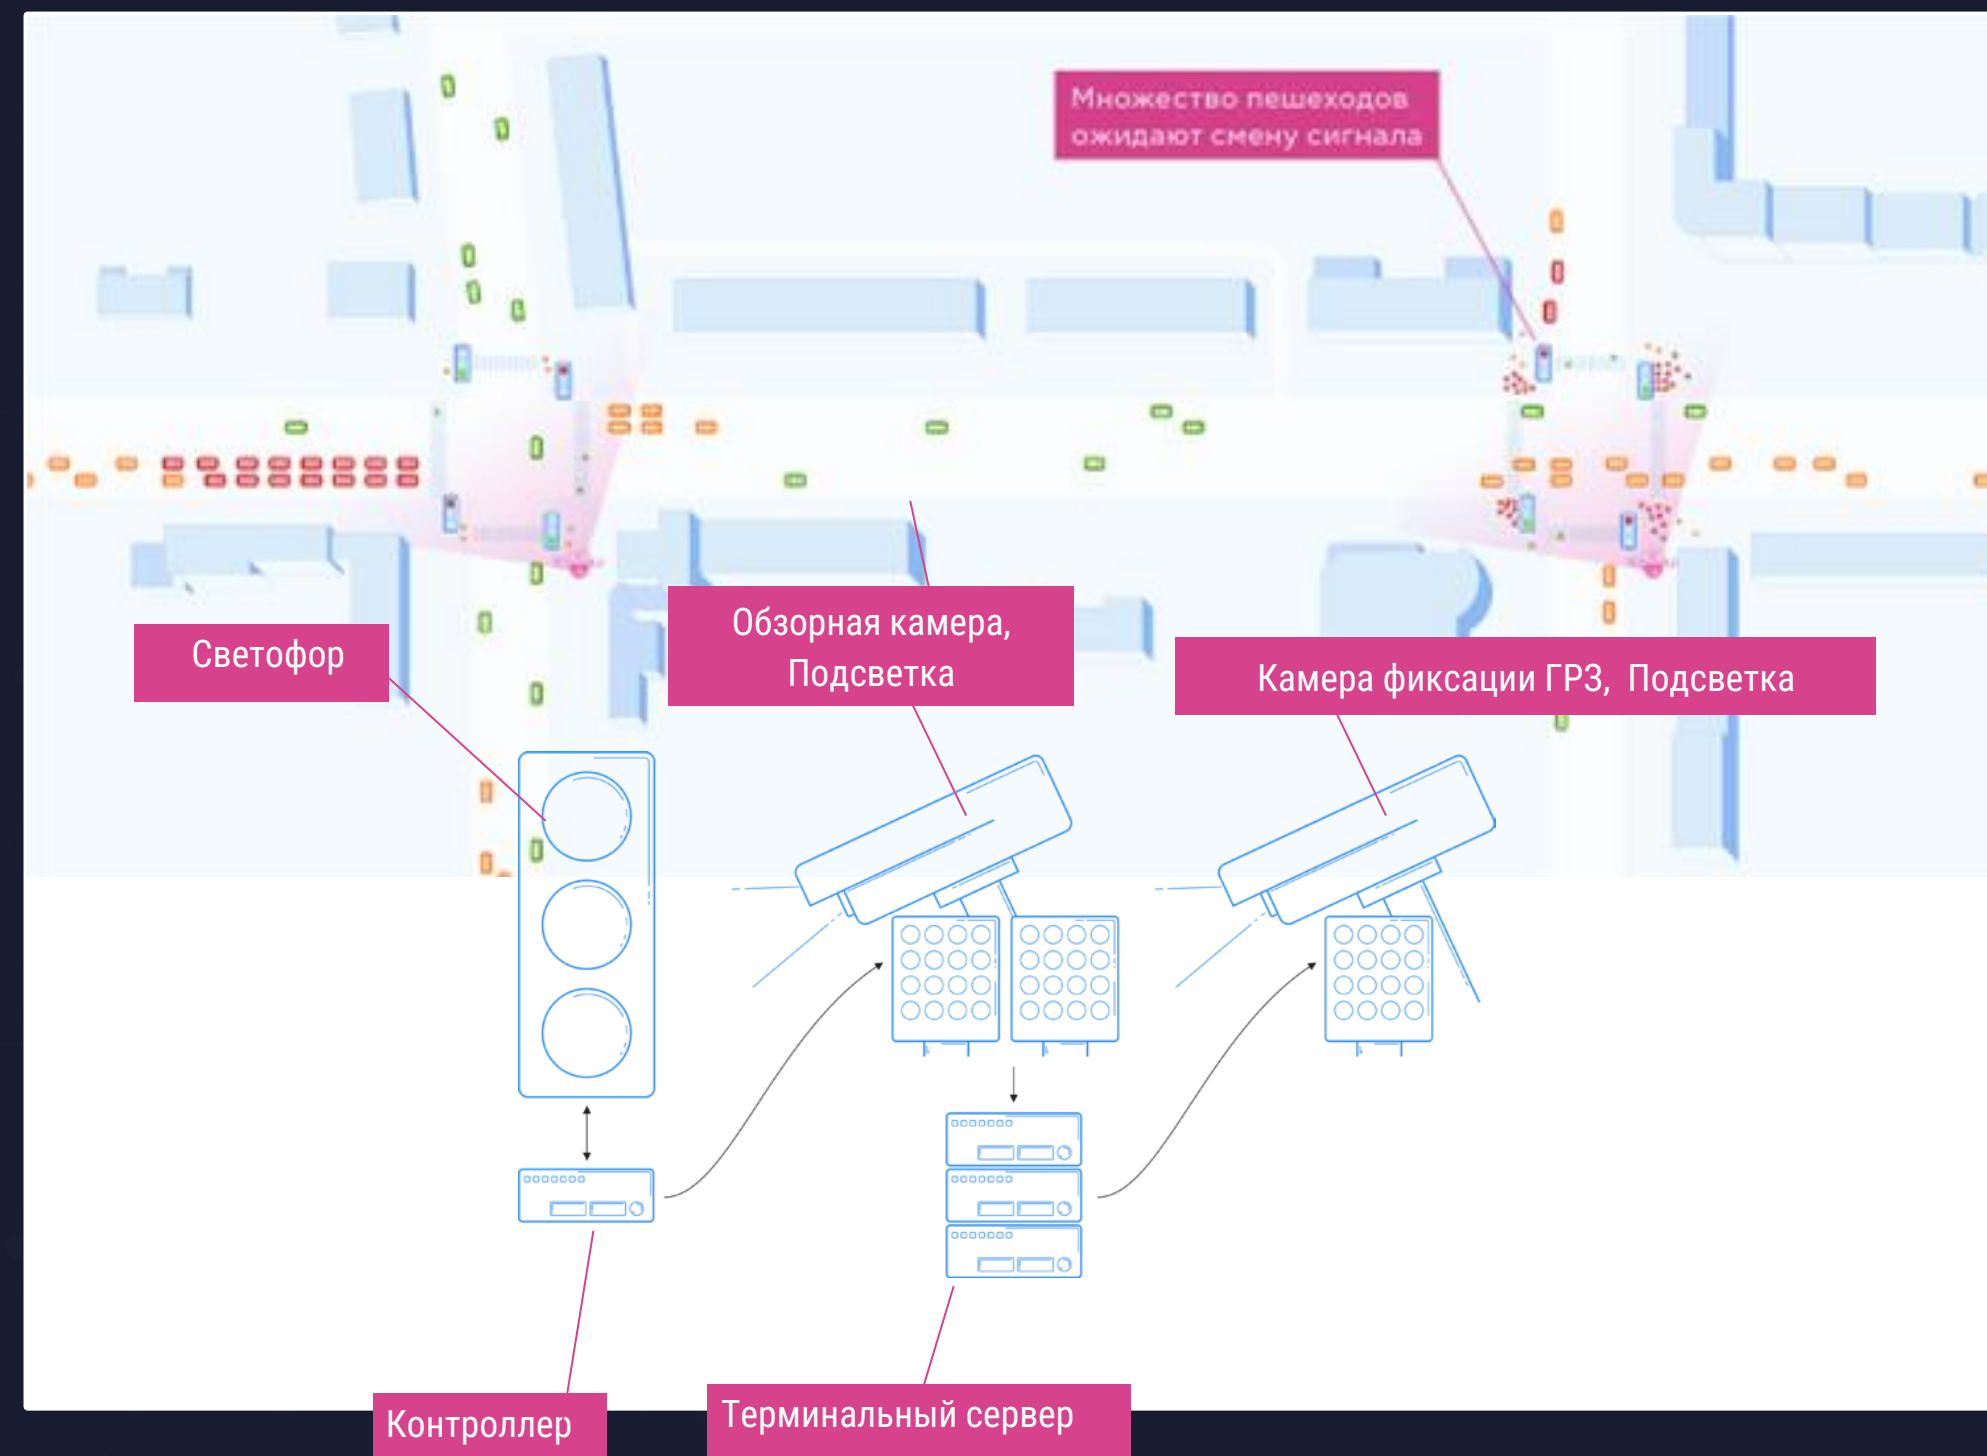 Множество пешеходов
ожидают смену сигнала
Светофор
Обзорная камера,
Подсветка
Камера фиксации ГРЗ, Подсветка
Контроллер
Терминальный сервер